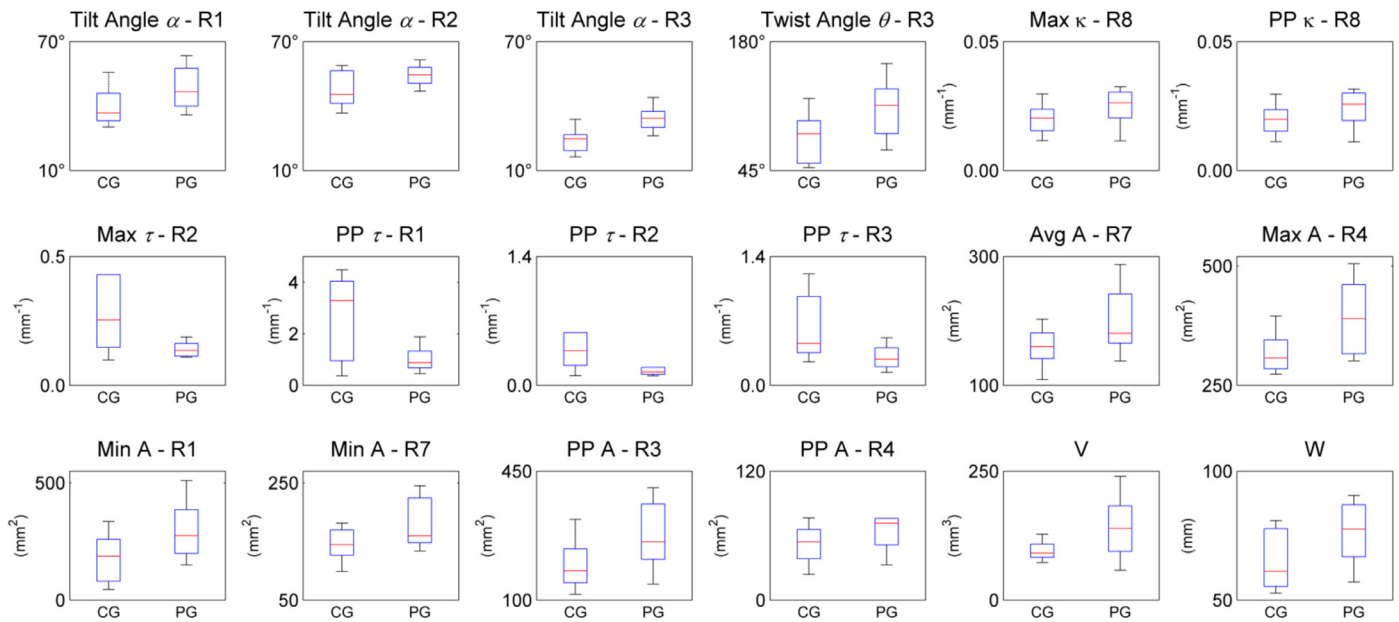 Tilt Angle α - R1
70°
10°
CG PG
Tilt Angle α - R2
70°
10°
CG PG
Tilt Angle α - R3
70°
10°
CG PG
Twist Angle θ - R3
180°
45°
CG PG
Max κ - R8
0.05
(mm⁻¹)
0.00
CG PG
PP κ - R8
0.05
(mm⁻¹)
0.00
CG PG
Max τ - R2
0.5
(mm⁻¹)
0.0
CG PG
PP τ - R1
4
(mm⁻¹)
2
0
CG PG
PP τ - R2
1.4
(mm⁻¹)
0.0
CG PG
PP τ - R3
1.4
(mm⁻¹)
0.0
CG PG
Avg A - R7
300
(mm²)
100
CG PG
Max A - R4
500
(mm²)
250
CG PG
Min A - R1
500
(mm²)
0
CG PG
Min A - R7
250
(mm²)
50
CG PG
PP A - R3
450
(mm²)
100
CG PG
PP A - R4
120
(mm²)
0
CG PG
V
250
(mm³)
0
CG PG
W
100
(mm)
50
CG PG